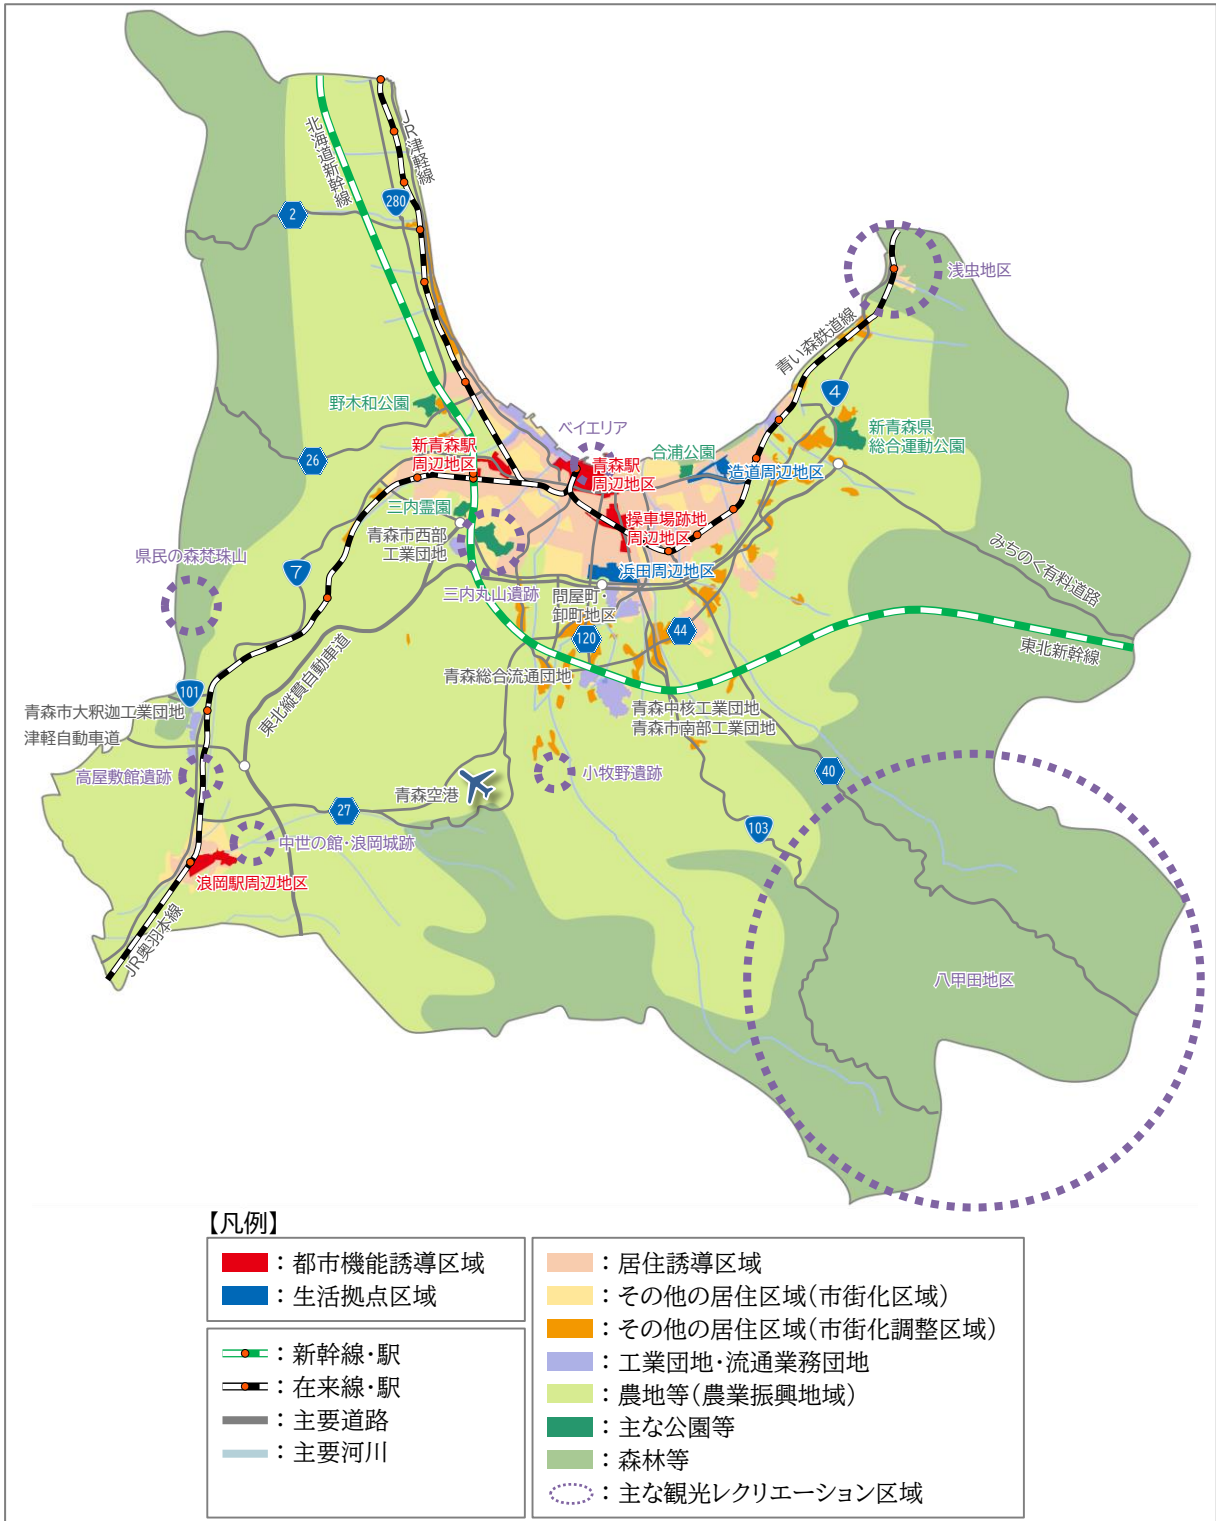 北海道新幹線
JR津軽線
280
2
浅虫地区
青い森鉄道線
4
野木和公園
新青森県
総合運動公園
ベイエリア
合浦公園
新青森駅
周辺地区
青森駅
周辺地区
造道周辺地区
26
三内霊園
操車場跡地
周辺地区
青森市西部
工業団地
みちのく有料道路
県民の森梵珠山
7
浜田周辺地区
三内丸山遺跡
問屋町
卸町地区
120
44
東北新幹線
東北縦貫自動車道
青森総合流通団地
101
青森市大釈迦工業団地
青森中核工業団地
青森市南部工業団地
津軽自動車道
高屋敷館遺跡
小牧野遺跡
40
青森空港
27
103
中世の館・浪岡城跡
浪岡駅周辺地区
JR奥羽本線
八甲田地区
【凡例】
：都市機能誘導区域
：生活拠点区域
：新幹線・駅
：在来線・駅
：主要道路
：主要河川
：居住誘導区域
：その他の居住区域（市街化区域）
：その他の居住区域（市街化調整区域）
：工業団地・流通業務団地
：農地等（農業振興地域）
：主な公園等
：森林等
：主な観光レクリエーション区域